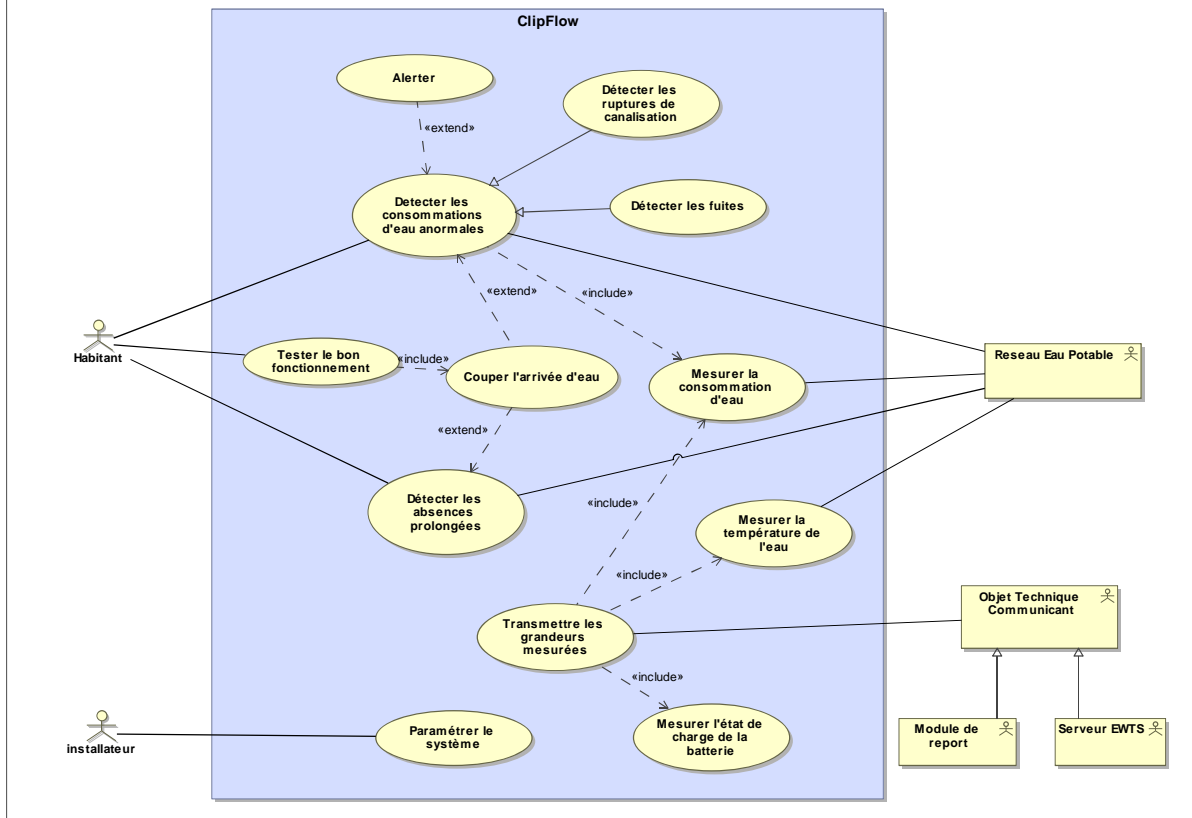 ClipFlow
Alerter
Détecter les
ruptures de
canalisation
«extend»
Detecter les
consommations
d'eau anormales
Détecter les fuites
«extend»
«include»
Habitant
Tester le bon
fonctionnement
«include»
Couper l'arrivée d'eau
Mesurer la
consommation
d'eau
Reseau Eau Potable
«extend»
Détecter les
absences
prolongées
«include»
Mesurer la
température de
l'eau
«include»
Objet Technique
Communicant
Transmettre les
grandeurs
mesurées
«include»
installateur
Paramétrer le
système
Mesurer l'état de
charge de la
batterie
Module de
report
Serveur EWTS